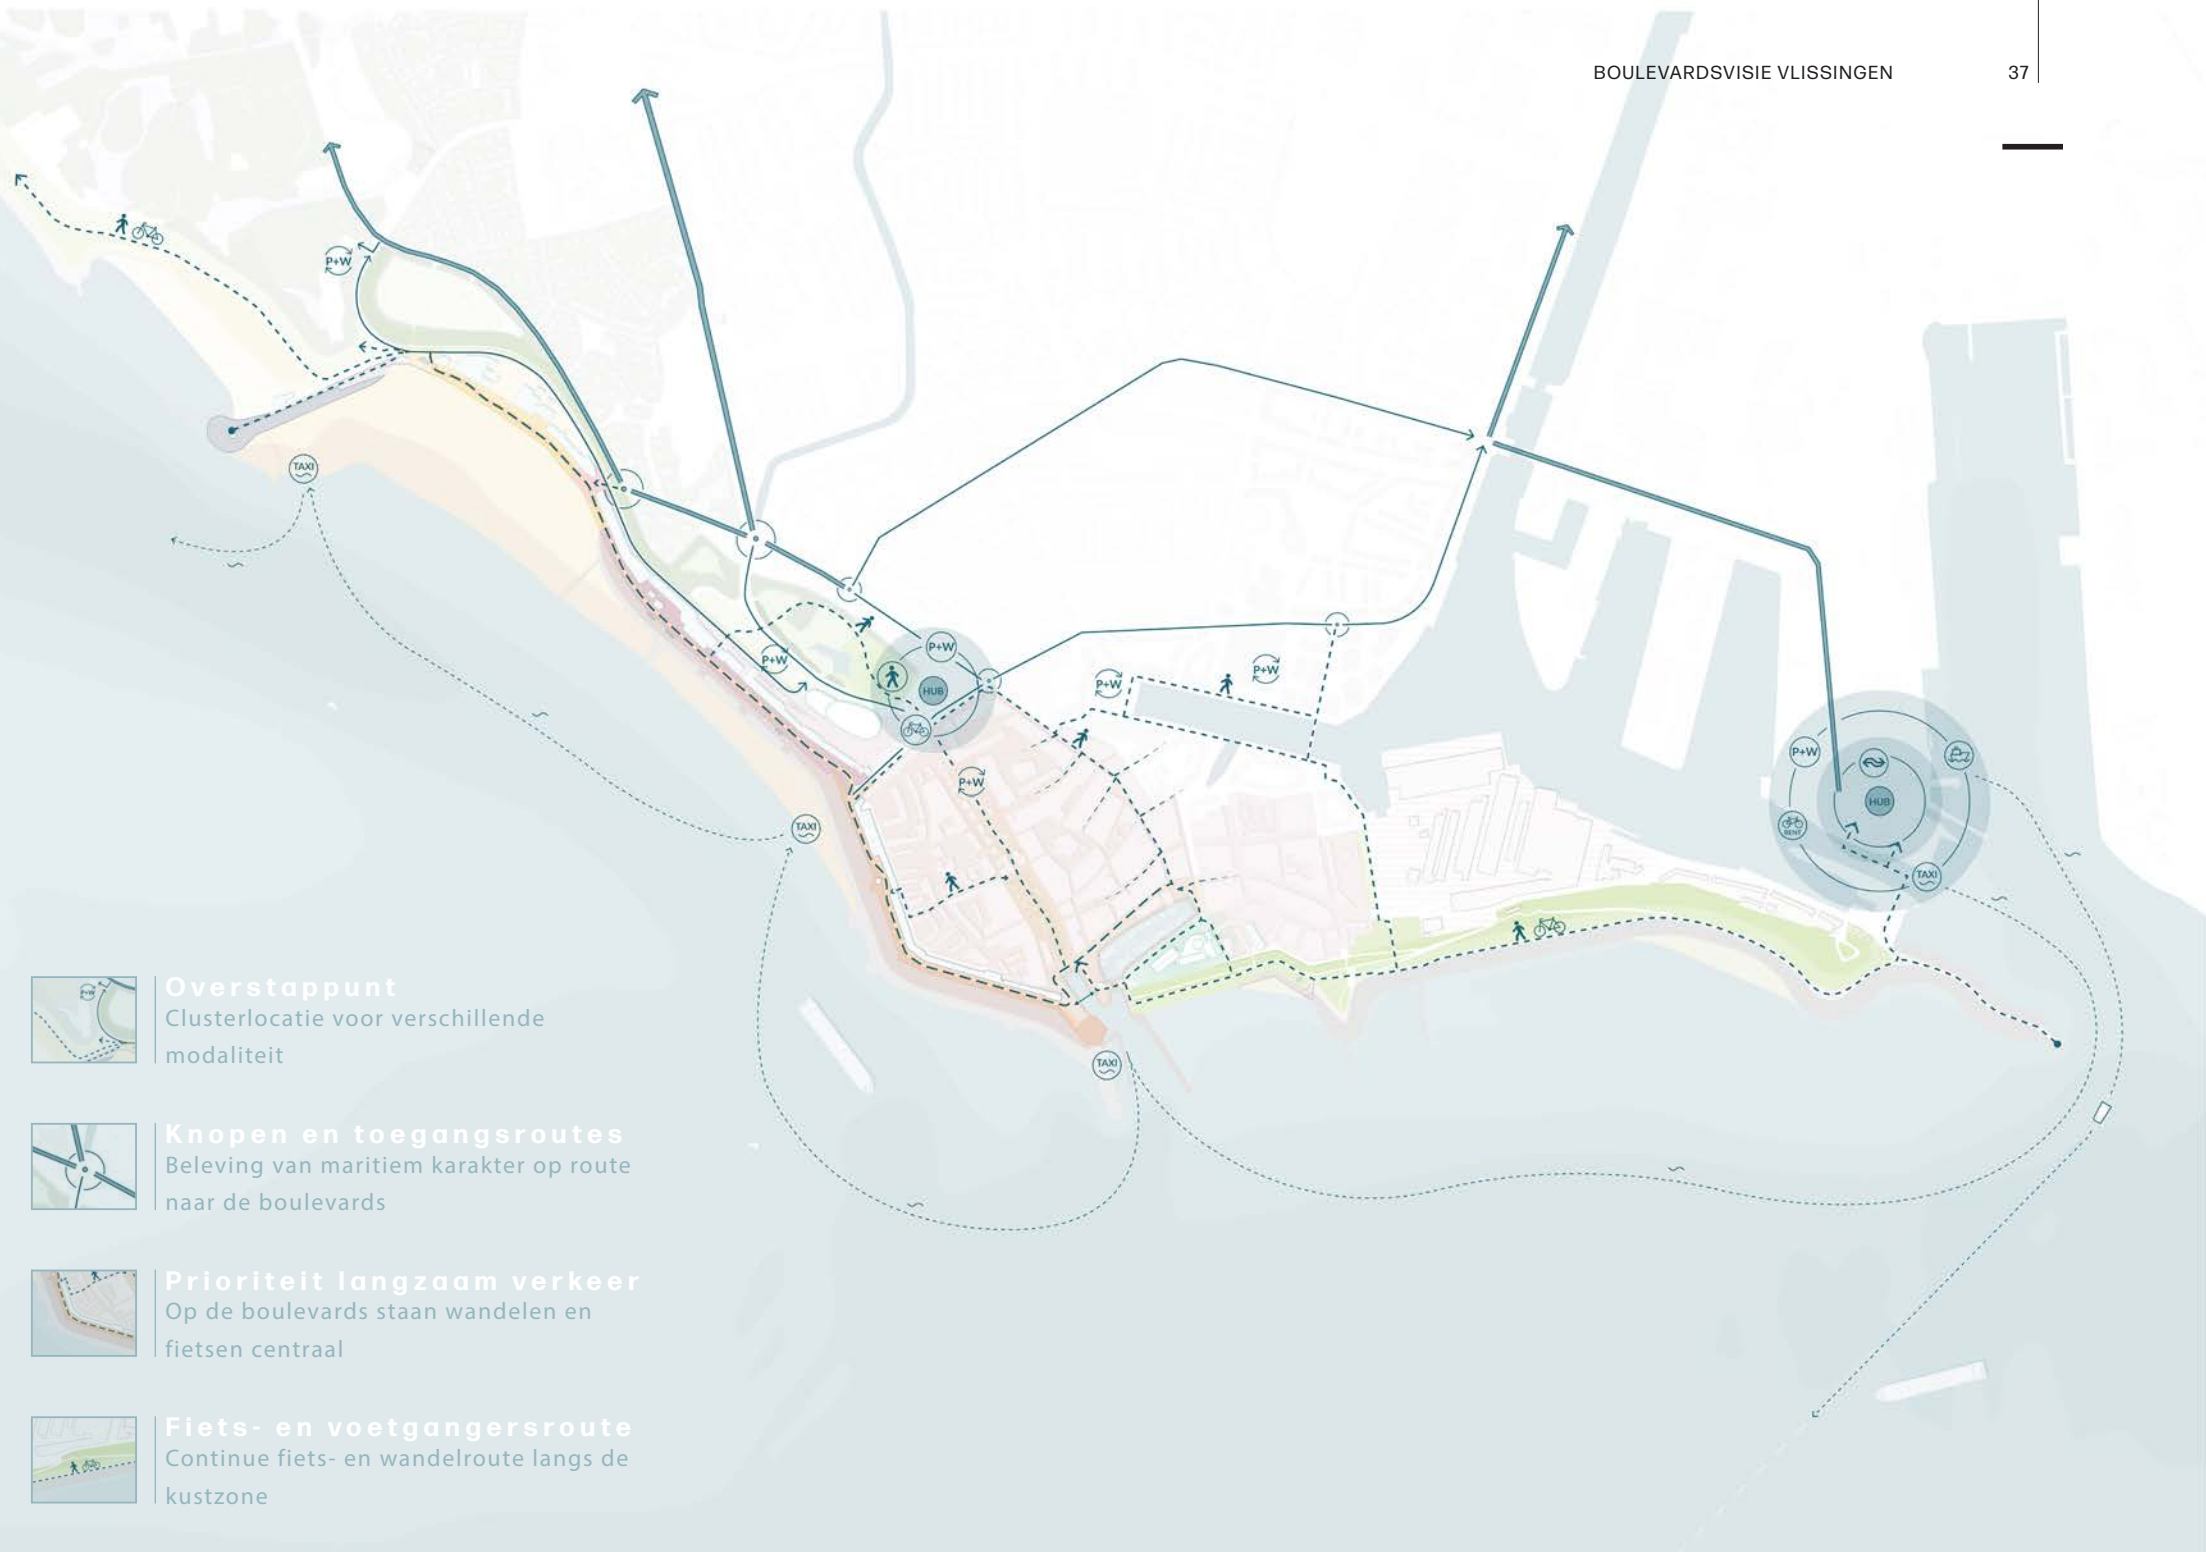 BOULEVARDSVISIE VLISSINGEN 37
P+W
TAXI
P+W
P+W
HUB
P+W
P+W
P+W
TAXI
P+W
HUB
RENT
TAXI
TAXI
Overstappunt
Clusterlocatie voor verschillende
modaliteit
Knopen en toegangsroutes
Beleving van maritiem karakter op route
naar de boulevards
Prioriteit langzaam verkeer
Op de boulevards staan wandelen en
fietsen centraal
Fiets- en voetgangersroute
Continue fiets- en wandelroute langs de
kustzone